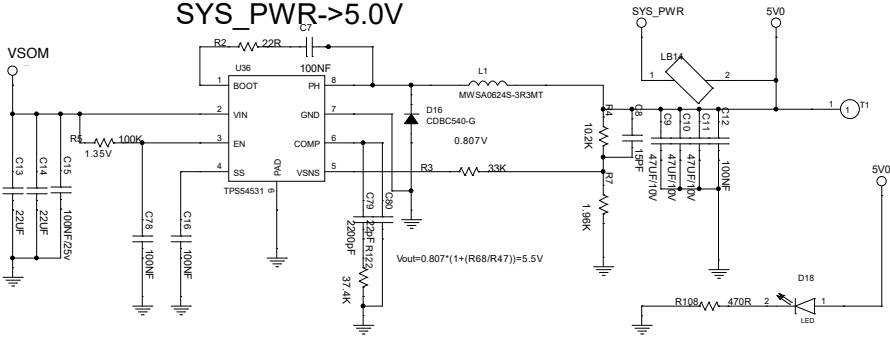 SYS_PWR->5.0V
SYS_PWR
5V0
C7
R2
22R
VSOM
U36
100NF
LB14
1
2
L1
1
BOOT
PH
8
MWSA0624S-3R3MT
2
VIN
GND
7
D16
CDBC540-G
1
1
T1
R5
100K
3
EN
COMP
6
0.807V
1.35V
R4
10.2K
C8
15PF
C9
47UF/10V
C10
47UF/10V
C11
47UF/10V
C12
100NF
4
SS
PAD
VSNS
5
R3
33K
TPS54531
9
C13
22UF
C14
22UF
C15
100NF/25v
C78
100NF
C16
100NF
C79
2200pF
C80
22pF
R122
37.4K
R7
1.96K
5V0
Vout=0.807*(1+(R68/R47))=5.5V
D18
R108
470R
2
1
LED